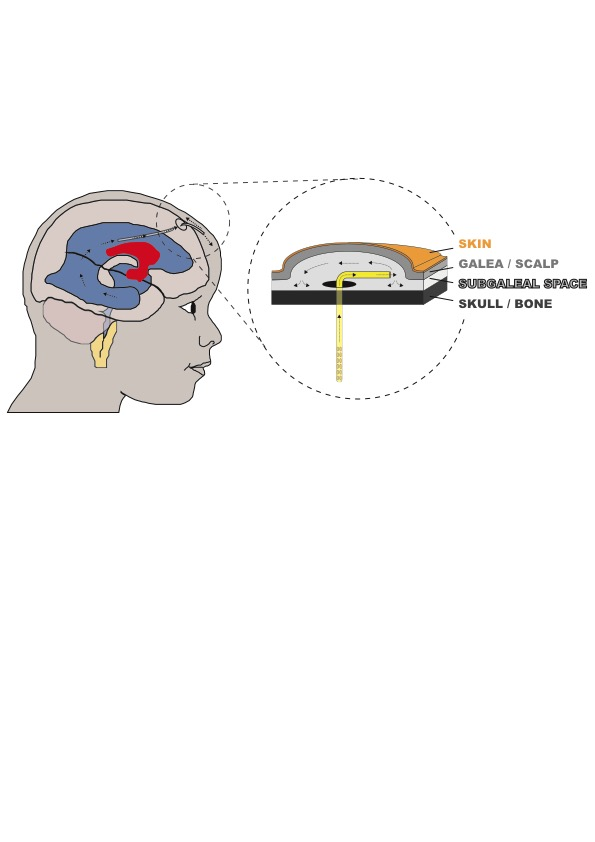 SKIN
GALEA / SCALP
SUBGALEAL SPACE
SKULL / BONE